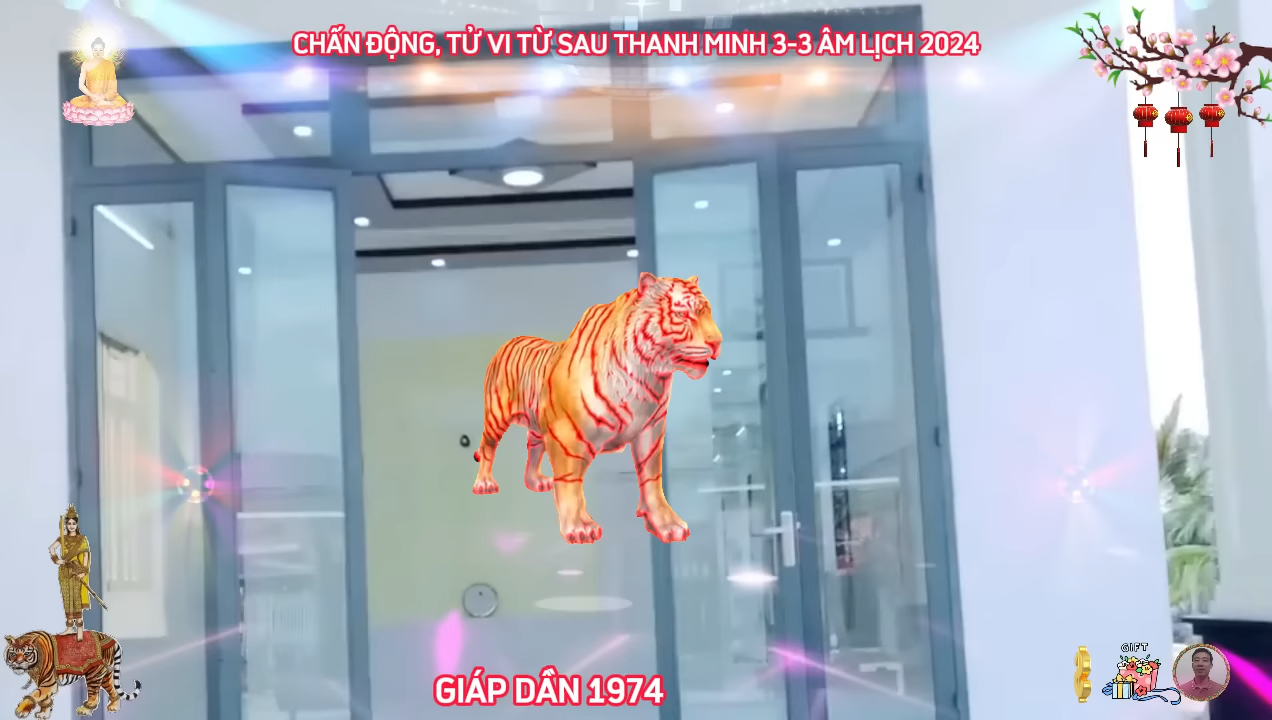 CHẤN ĐỘNG, TỬ VI TỪ SAU THANH MINH 3-3 ÂM LỊCH 2024
GIFT
GIÁP DẦN 1974